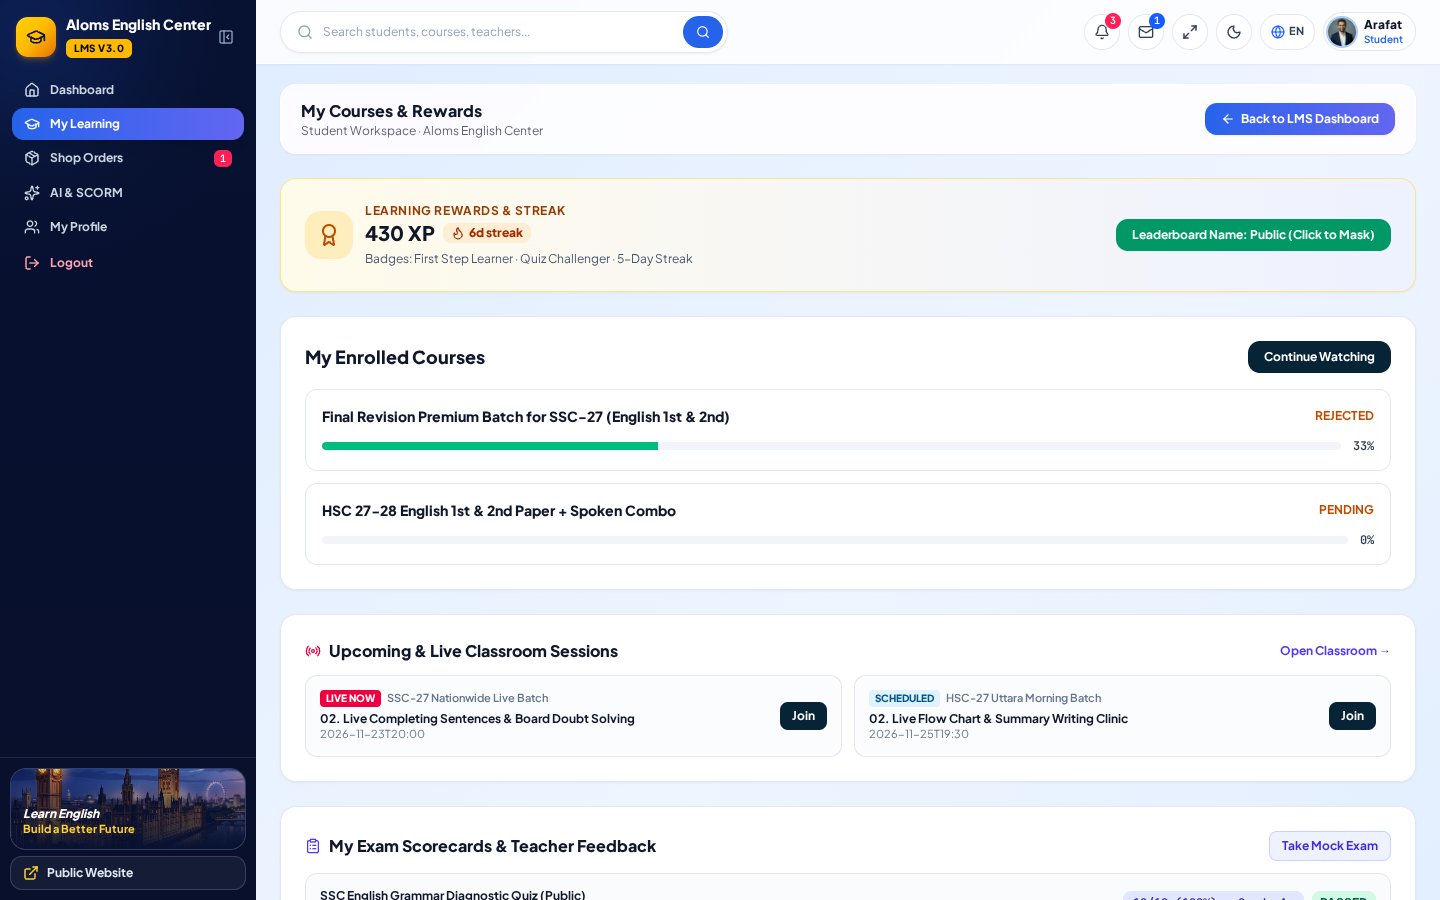 Aloms English Center
LMS V3.0
Dashboard
My Learning
Shop Orders
1
AI & SCORM
My Profile
Logout
Learn English
Build a Better Future
Public Website
Search students, courses, teachers...
3
1
EN
Arafat
Student
My Courses & Rewards
Student Workspace · Aloms English Center
Back to LMS Dashboard
LEARNING REWARDS & STREAK
430 XP
6d streak
Badges: First Step Learner · Quiz Challenger · 5-Day Streak
Leaderboard Name: Public (Click to Mask)
My Enrolled Courses
Continue Watching
Final Revision Premium Batch for SSC-27 (English 1st & 2nd)
REJECTED
33%
HSC 27-28 English 1st & 2nd Paper + Spoken Combo
PENDING
0%
Upcoming & Live Classroom Sessions
Open Classroom →
LIVE NOW
SSC-27 Nationwide Live Batch
02. Live Completing Sentences & Board Doubt Solving
2026-11-23T20:00
Join
SCHEDULED
HSC-27 Uttara Morning Batch
02. Live Flow Chart & Summary Writing Clinic
2026-11-25T19:30
Join
My Exam Scorecards & Teacher Feedback
Take Mock Exam
SSC English Grammar Diagnostic Quiz (Public)
PASSED